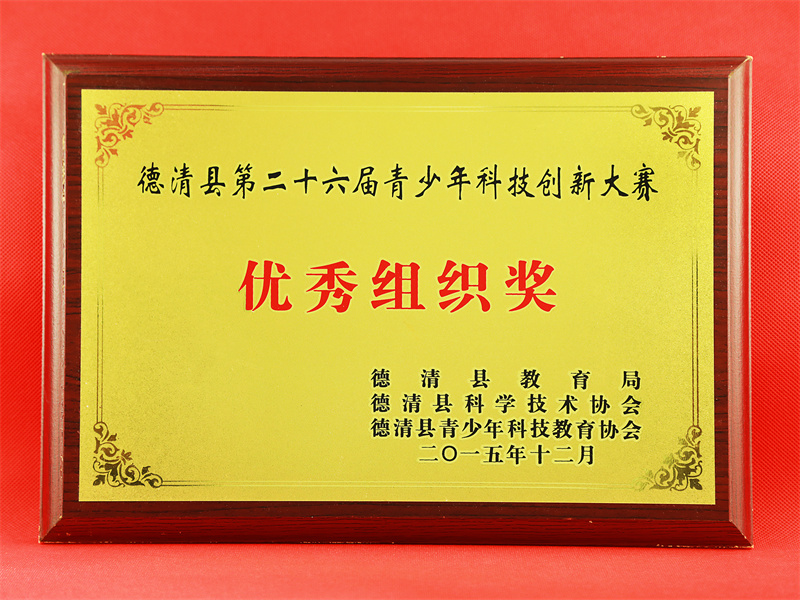 德清县第二十六届青少年科技创新大赛
优秀组织奖
德清县教育局
德清县科学技术协会
德清县青少年科技教育协会
二〇一五年十二月